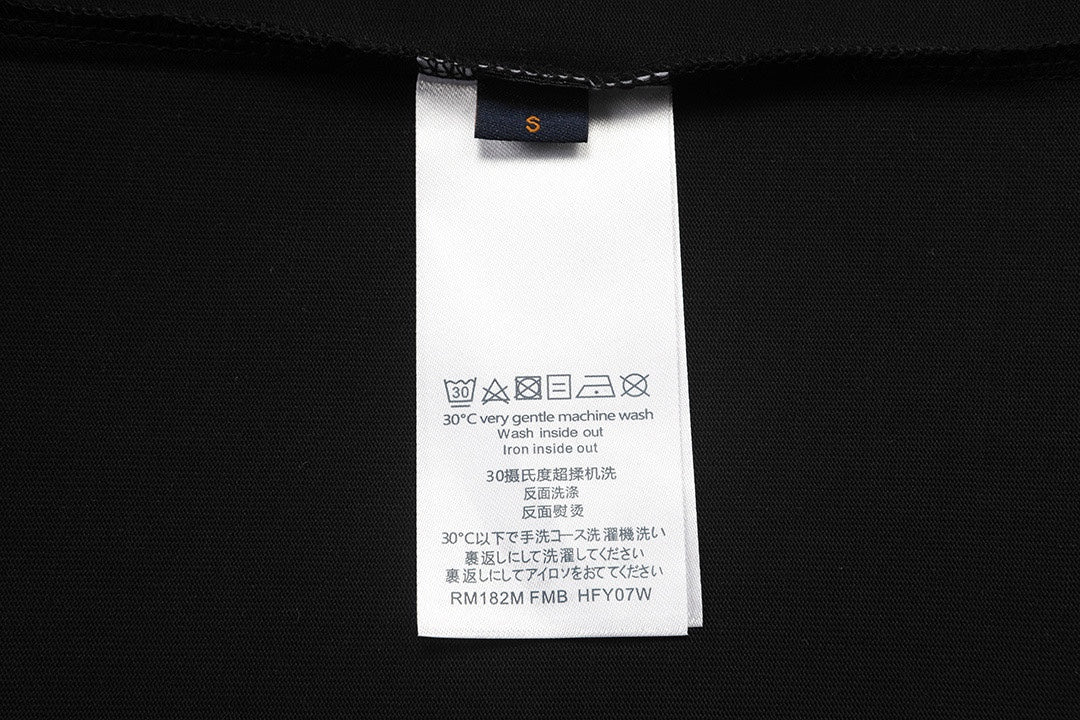 S
30
30°C very gentle machine wash
Wash inside out
Iron inside out
30摄氏度超揉机洗
反面洗涤
反面熨烫
30°C以下で手洗コース洗濯機洗い
裏返しにして洗濯してください
裏返しにしてアイロソをおててください
RM182M FMB HFY07W